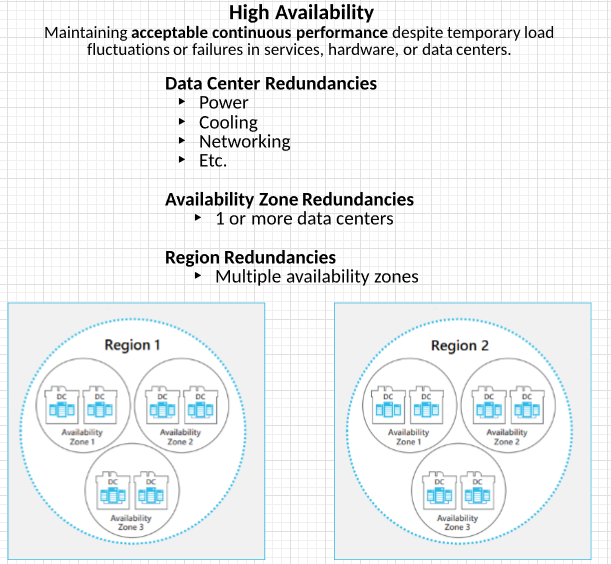 High Availability
Maintaining acceptable continuous performance despite temporary load
fluctuations or failures in services, hardware, or data centers.
Data Center Redundancies
‣ Power
‣ Cooling
‣ Networking
‣ Etc.
Availability Zone Redundancies
‣ 1 or more data centers
Region Redundancies
‣ Multiple availability zones
Region 1
DC DC
Availability
Zone 1
DC DC
Availability
Zone 2
DC DC
Availability
Zone 3
Region 2
DC DC
Availability
Zone 1
DC DC
Availability
Zone 2
DC DC
Availability
Zone 3